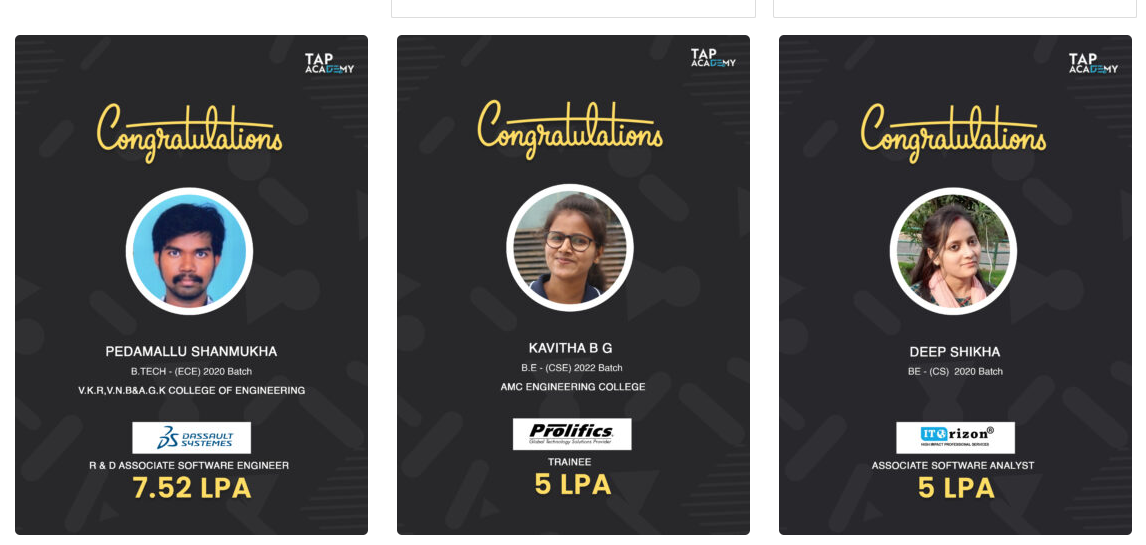 TAP
ACADEMY
Congratulations
PEDAMALLU SHANMUKHA
B.TECH - (ECE) 2020 Batch
V.K.R,V.N.B&A.G.K COLLEGE OF ENGINEERING
DASSAULT
SYSTEMES
R & D ASSOCIATE SOFTWARE ENGINEER
7.52 LPA
TAP
ACADEMY
Congratulations
KAVITHA B G
B.E - (CSE) 2022 Batch
AMC ENGINEERING COLLEGE
Prolifics
Global Technology Solutions Provider
TRAINEE
5 LPA
TAP
ACADEMY
Congratulations
DEEP SHIKHA
BE - (CS) 2020 Batch
ITOrizon®
HIGH IMPACT PROFESSIONAL SERVICES
ASSOCIATE SOFTWARE ANALYST
5 LPA